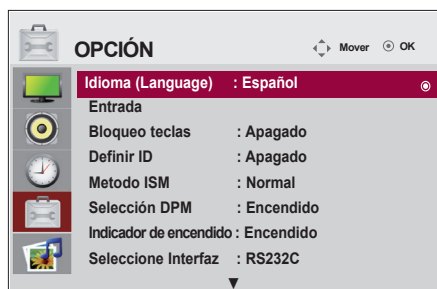 OPCIÓN Mover OK
Idioma (Language) : Español
Entrada
Bloqueo teclas : Apagado
Definir ID : Apagado
Metodo ISM : Normal
Selección DPM : Encendido
Indicador de encendido : Encendido
Seleccione Interfaz : RS232C